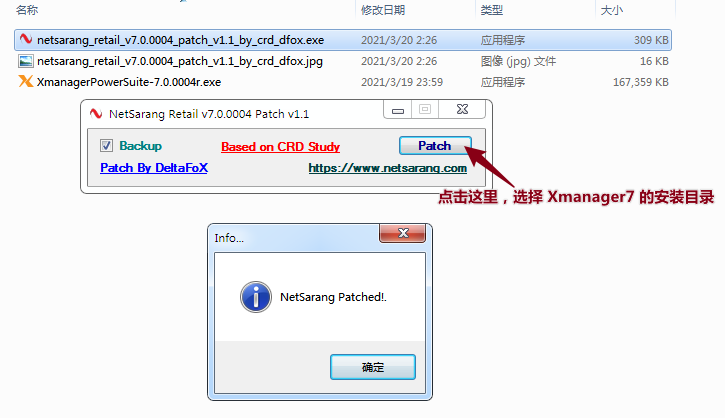 名称 修改日期 类型 大小
netsarang_retail_v7.0.0004_patch_v1.1_by_crd_dfox.exe 2021/3/20 2:26 应用程序 309 KB
netsarang_retail_v7.0.0004_patch_v1.1_by_crd_dfox.jpg 2021/3/20 2:26 图像 (jpg) 文件 16 KB
XmanagerPowerSuite-7.0.0004r.exe 2021/3/19 23:59 应用程序 167,359 KB
NetSarang Retail v7.0.0004 Patch v1.1
Backup Based on CRD Study Patch
Patch By DeltaFoX https://www.netsarang.com
点击这里，选择 Xmanager7 的安装目录
Info...
NetSarang Patched!.
确定